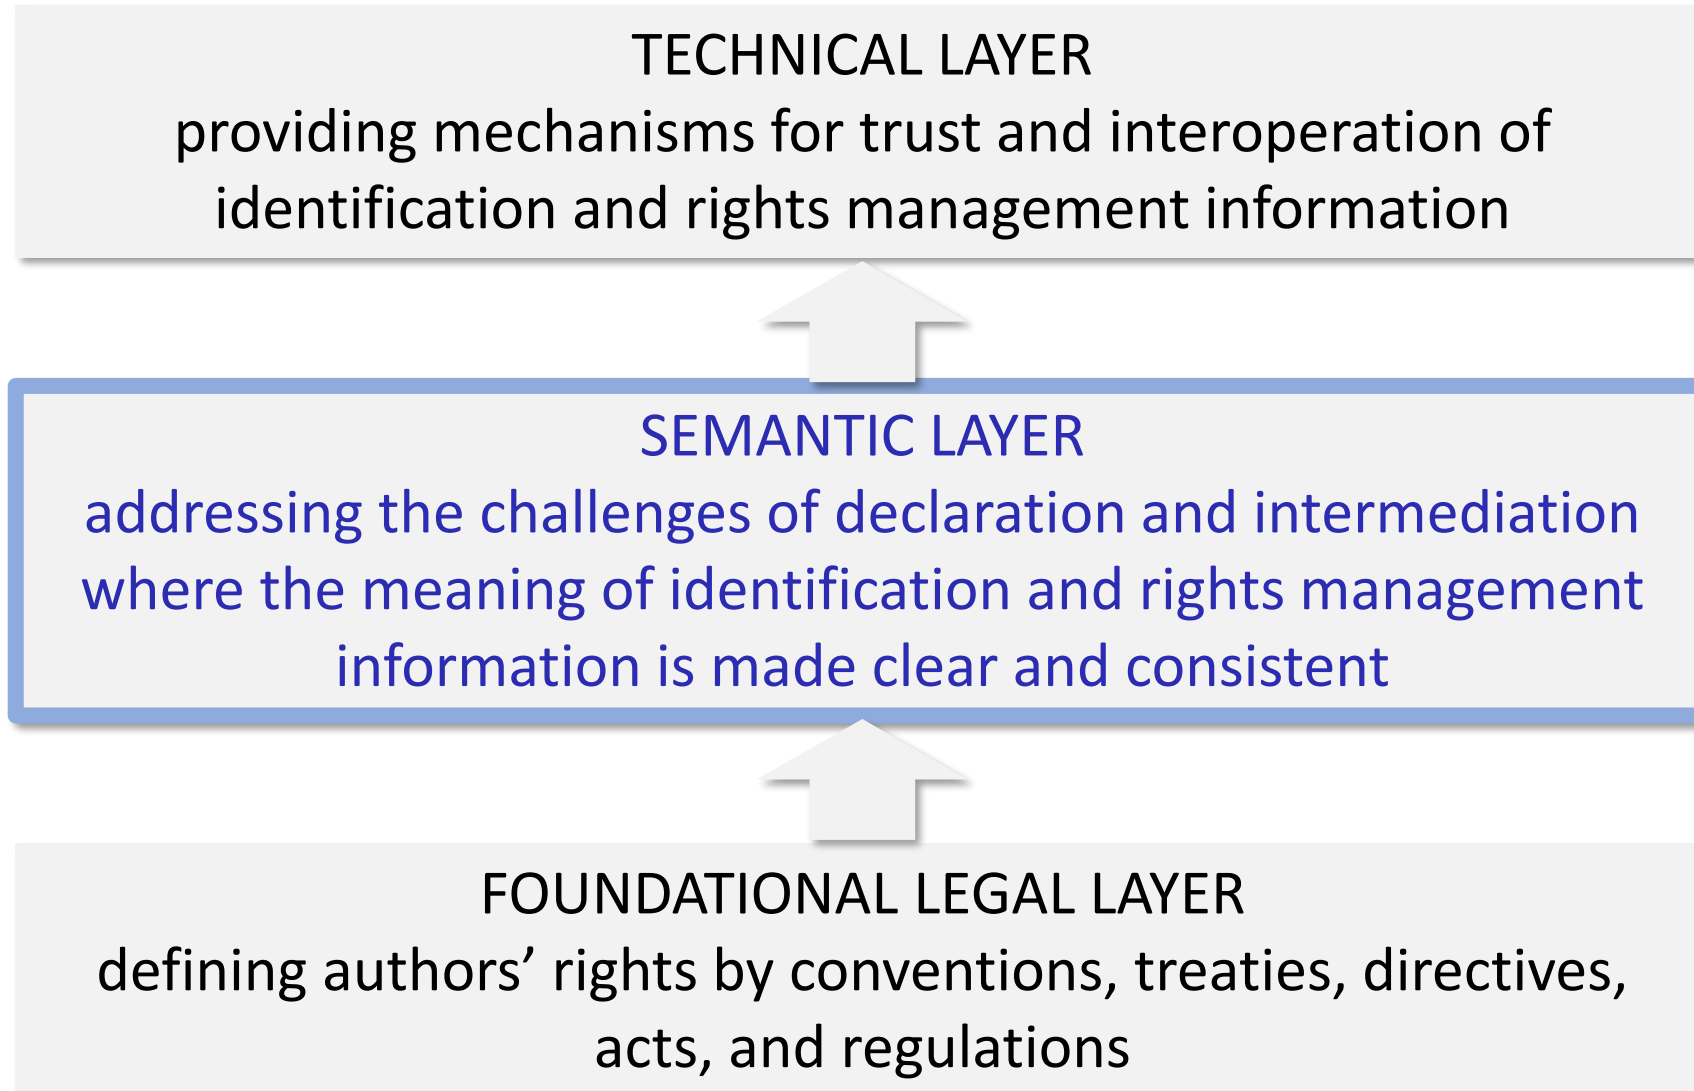 TECHNICAL LAYER
providing mechanisms for trust and interoperation of
identification and rights management information
SEMANTIC LAYER
addressing the challenges of declaration and intermediation
where the meaning of identification and rights management
information is made clear and consistent
FOUNDATIONAL LEGAL LAYER
defining authors’ rights by conventions, treaties, directives,
acts, and regulations